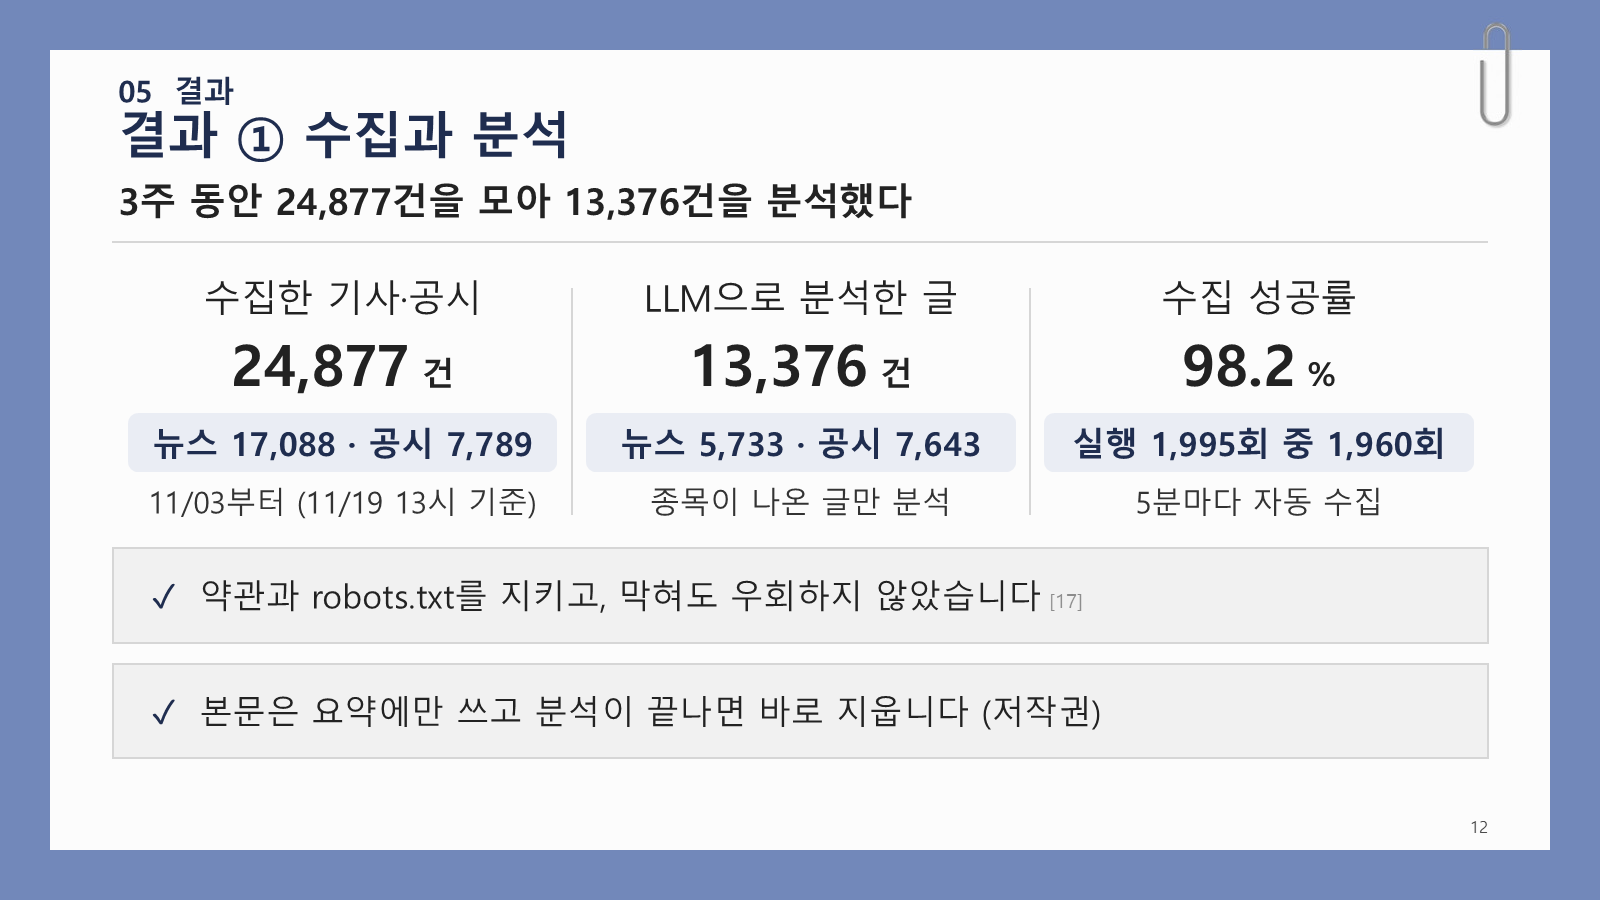 05 결과
결과 ① 수집과 분석
3주 동안 24,877건을 모아 13,376건을 분석했다
수집한 기사·공시
24,877 건
뉴스 17,088 · 공시 7,789
11/03부터 (11/19 13시 기준)
LLM으로 분석한 글
13,376 건
뉴스 5,733 · 공시 7,643
종목이 나온 글만 분석
수집 성공률
98.2 %
실행 1,995회 중 1,960회
5분마다 자동 수집
✓ 약관과 robots.txt를 지키고, 막혀도 우회하지 않았습니다 [17]
✓ 본문은 요약에만 쓰고 분석이 끝나면 바로 지웁니다 (저작권)
12